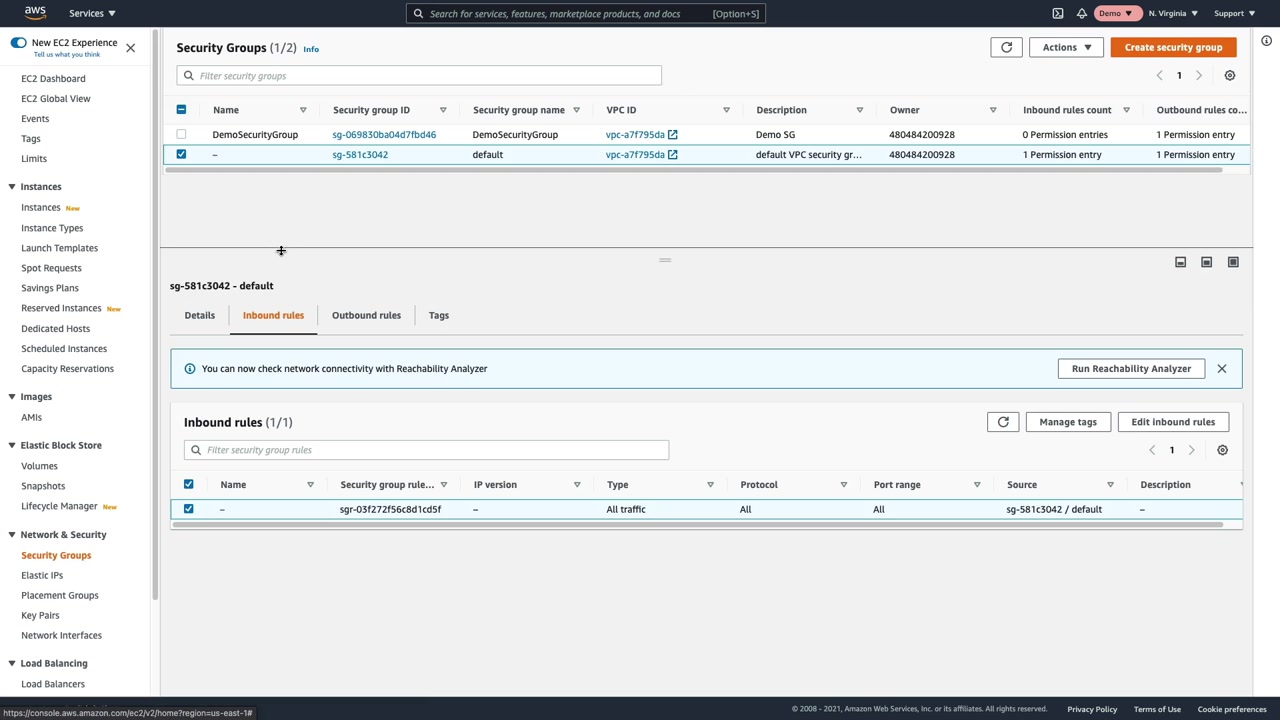 aws
Services
Search for services, features, marketplace products, and docs [Option+S]
Demo
N. Virginia
Support
New EC2 Experience
Tell us what you think
EC2 Dashboard
EC2 Global View
Events
Tags
Limits
Instances
Instances New
Instance Types
Launch Templates
Spot Requests
Savings Plans
Reserved Instances New
Dedicated Hosts
Scheduled Instances
Capacity Reservations
Images
AMIs
Elastic Block Store
Volumes
Snapshots
Lifecycle Manager New
Network & Security
Security Groups
Elastic IPs
Placement Groups
Key Pairs
Network Interfaces
Load Balancing
Load Balancers
Security Groups (1/2) Info
Actions
Create security group
Filter security groups
1
Name Security group ID Security group name VPC ID Description Owner Inbound rules count Outbound rules co...
DemoSecurityGroup sg-069830ba04d7fbd46 DemoSecurityGroup vpc-a7f795da Demo SG 480484200928 0 Permission entries 1 Permission entry
– sg-581c3042 default vpc-a7f795da default VPC security gr... 480484200928 1 Permission entry 1 Permission entry
sg-581c3042 - default
Details Inbound rules Outbound rules Tags
You can now check network connectivity with Reachability Analyzer
Run Reachability Analyzer
Inbound rules (1/1)
Manage tags
Edit inbound rules
Filter security group rules
1
Name Security group rule... IP version Type Protocol Port range Source Description
– sgr-03f272f56c8d1cd5f – All traffic All All sg-581c3042 / default –
https://console.aws.amazon.com/ec2/v2/home?region=us-east-1#
© 2008 - 2021, Amazon Web Services, Inc. or its affiliates. All rights reserved.
Privacy Policy
Terms of Use
Cookie preferences